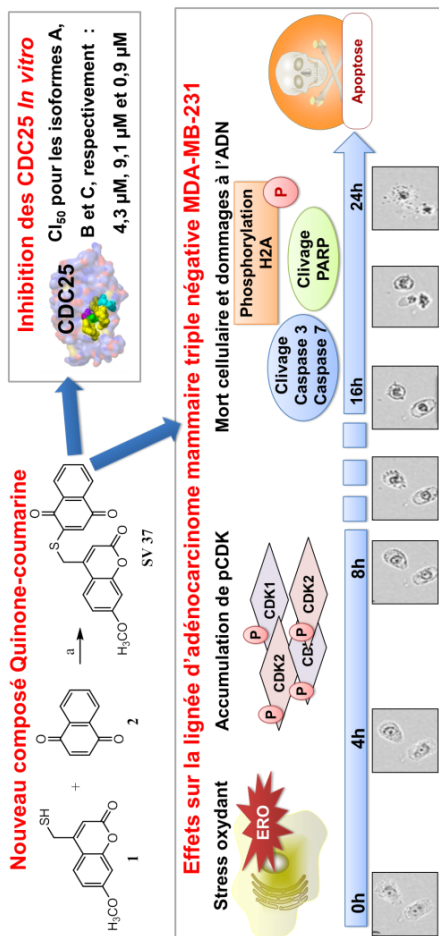 Nouveau composé Quinone-coumarine
SH
H₃CO
O
O
1
+
O
O
2
a
O
S
O
H₃CO
O
O
SV 37
Inhibition des CDC25 In vitro
CDC25
CI₅₀ pour les isoformes A,
B et C, respectivement :
4,3 µM, 9,1 µM et 0,9 µM
Effets sur la lignée d’adénocarcinome mammaire triple négative MDA-MB-231
Stress oxydant
ERO
Accumulation de pCDK
P
CDK1
P
CDK2
P
CDK2
P
Mort cellulaire et dommages à l’ADN
Phosphorylation
H2A
P
Clivage
Caspase 3
Caspase 7
Clivage
PARP
Apoptose
0h
4h
8h
16h
24h